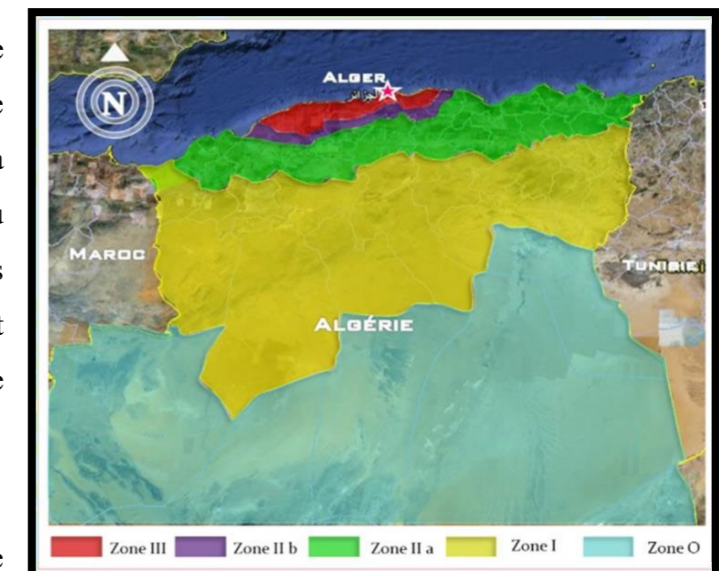 e
e
a
u
s
t
e
e
N
ALGER
الجزائر
MAROC
TUNISIE
ALGÉRIE
Zone III
Zone II b
Zone II a
Zone I
Zone O